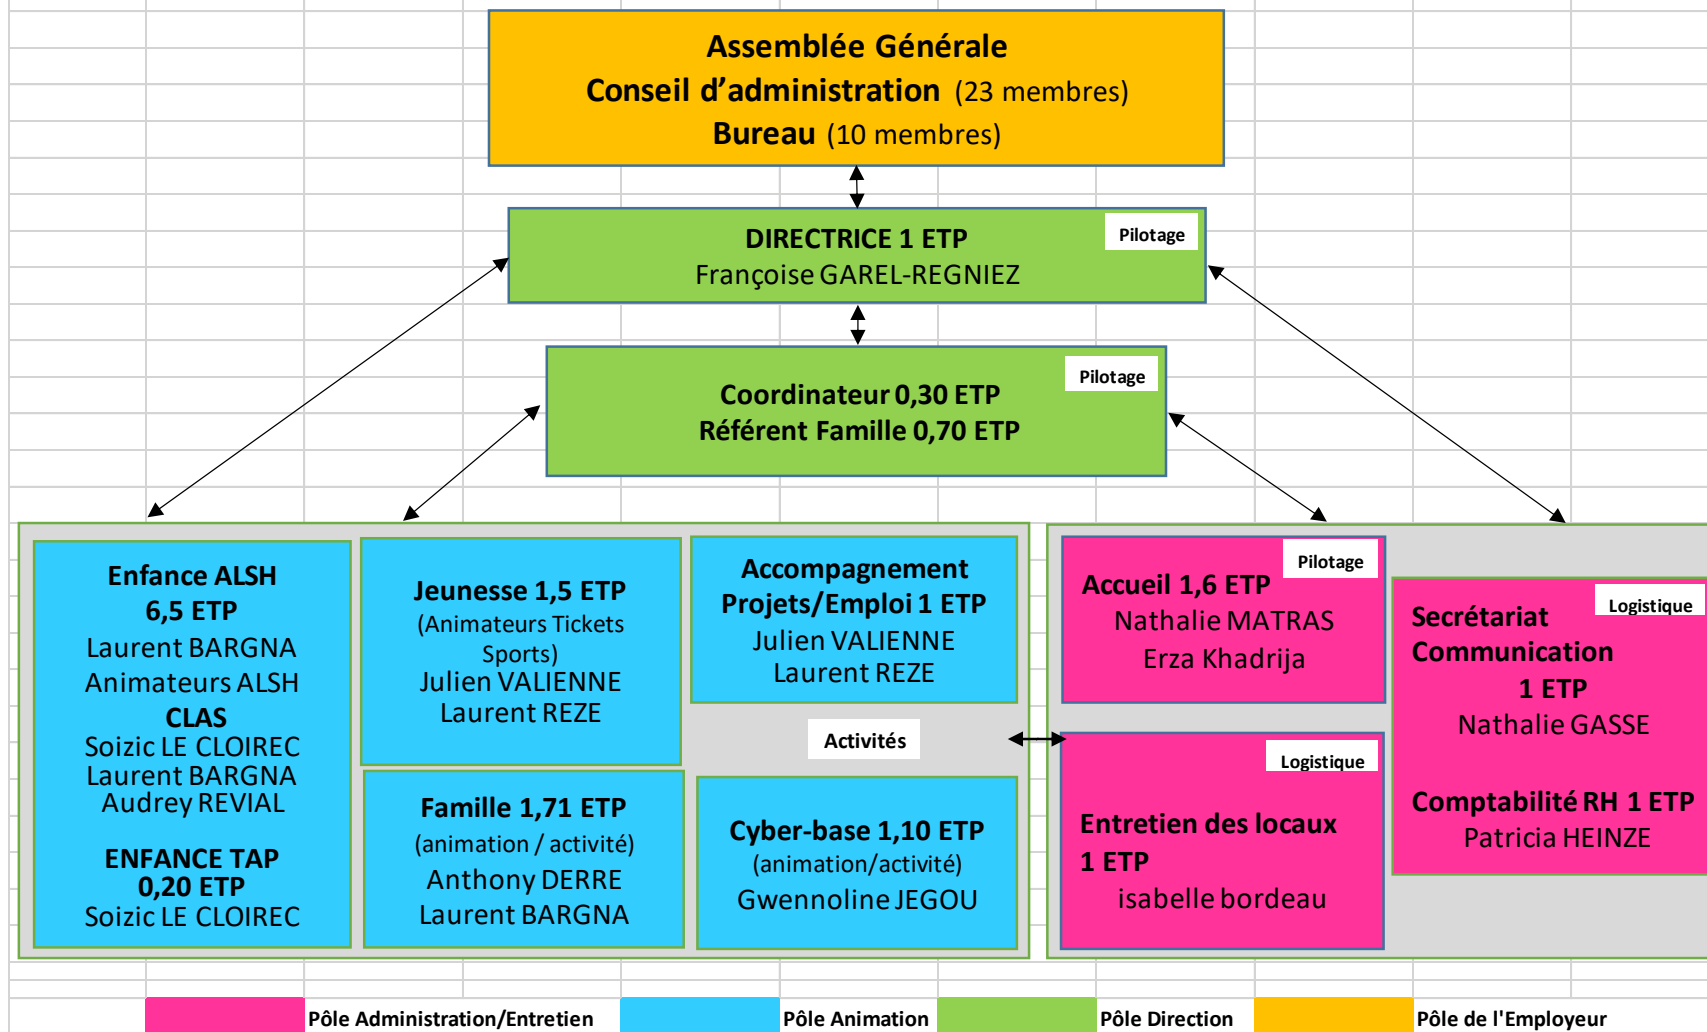 Assemblée Générale
Conseil d’administration (23 membres)
Bureau (10 membres)
DIRECTRICE 1 ETP
Pilotage
Françoise GAREL-REGNIEZ
Pilotage
Coordinateur 0,30 ETP
Référent Famille 0,70 ETP
Enfance ALSH
6,5 ETP
Laurent BARGNA
Animateurs ALSH
CLAS
Soizic LE CLOIREC
Laurent BARGNA
Audrey REVIAL
ENFANCE TAP
0,20 ETP
Soizic LE CLOIREC
Jeunesse 1,5 ETP
(Animateurs Tickets
Sports)
Julien VALIENNE
Laurent REZE
Famille 1,71 ETP
(animation / activité)
Anthony DERRE
Laurent BARGNA
Accompagnement
Projets/Emploi 1 ETP
Julien VALIENNE
Laurent REZE
Activités
Cyber-base 1,10 ETP
(animation/activité)
Gwennoline JEGOU
Pilotage
Accueil 1,6 ETP
Nathalie MATRAS
Erza Khadrija
Logistique
Entretien des locaux
1 ETP
isabelle bordeau
Logistique
Secrétariat
Communication
1 ETP
Nathalie GASSE
Comptabilité RH 1 ETP
Patricia HEINZE
Pôle Administration/Entretien
Pôle Animation
Pôle Direction
Pôle de l'Employeur